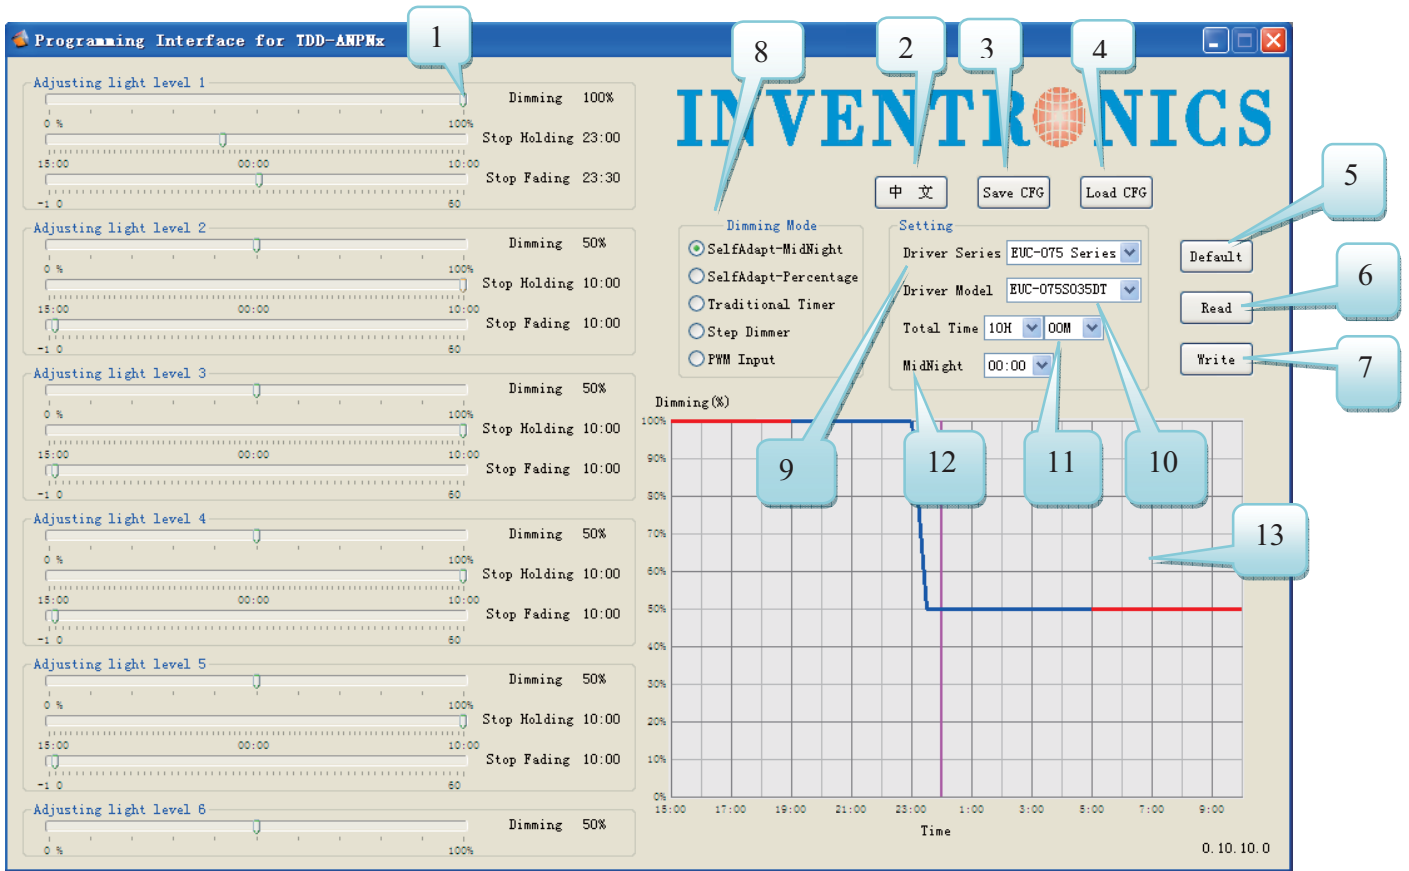 1
8
2
3
4
Programming Interface for TDD-ANPNx
Adjusting light level 1
Dimming 100%
0 % 100%
Stop Holding 23:00
15:00 00:00 10:00
Stop Fading 23:30
-1 0 60
Adjusting light level 2
Dimming 50%
0 % 100%
Stop Holding 10:00
15:00 00:00 10:00
Stop Fading 10:00
-1 0 60
Adjusting light level 3
Dimming 50%
0 % 100%
Stop Holding 10:00
15:00 00:00 10:00
Stop Fading 10:00
-1 0 60
Adjusting light level 4
Dimming 50%
0 % 100%
Stop Holding 10:00
15:00 00:00 10:00
Stop Fading 10:00
-1 0 60
Adjusting light level 5
Dimming 50%
0 % 100%
Stop Holding 10:00
15:00 00:00 10:00
Stop Fading 10:00
-1 0 60
Adjusting light level 6
Dimming 50%
0 % 100%
INVENTRONICS
中 文 Save CFG Load CFG
5
6
7
Dimming Mode
SelfAdapt-MidNight
SelfAdapt-Percentage
Traditional Timer
Step Dimmer
PWM Input
Setting
Driver Series EUC-075 Series
Driver Model EUC-075S035DT
Total Time 10H 00M
MidNight 00:00
Default
Read
Write
Dimming(%)
100%
90%
80%
70%
60%
50%
40%
30%
20%
10%
0%
9
12
11
10
13
15:00 17:00 19:00 21:00 23:00 1:00 3:00 5:00 7:00 9:00
Time
0.10.10.0